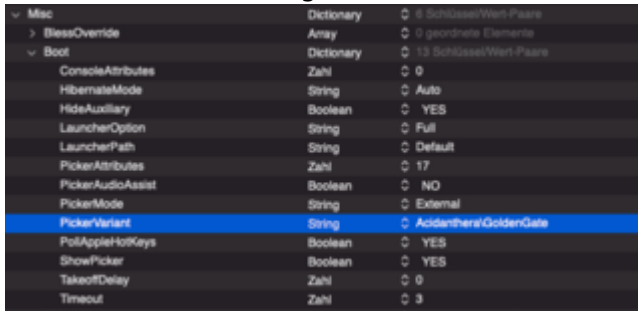 Misc Dictionary 6 Schlüssel/Wert-Paare
BlessOverride Array 0 geordnete Elemente
Boot Dictionary 13 Schlüssel/Wert-Paare
ConsoleAttributes Zahl 0
HibernateMode String Auto
HideAuxiliary Boolean YES
LauncherOption String Full
LauncherPath String Default
PickerAttributes Zahl 17
PickerAudioAssist Boolean NO
PickerMode String External
PickerVariant String Acidanthera\GoldenGate
PollAppleHotKeys Boolean YES
ShowPicker Boolean YES
TakeoffDelay Zahl 0
Timeout Zahl 3